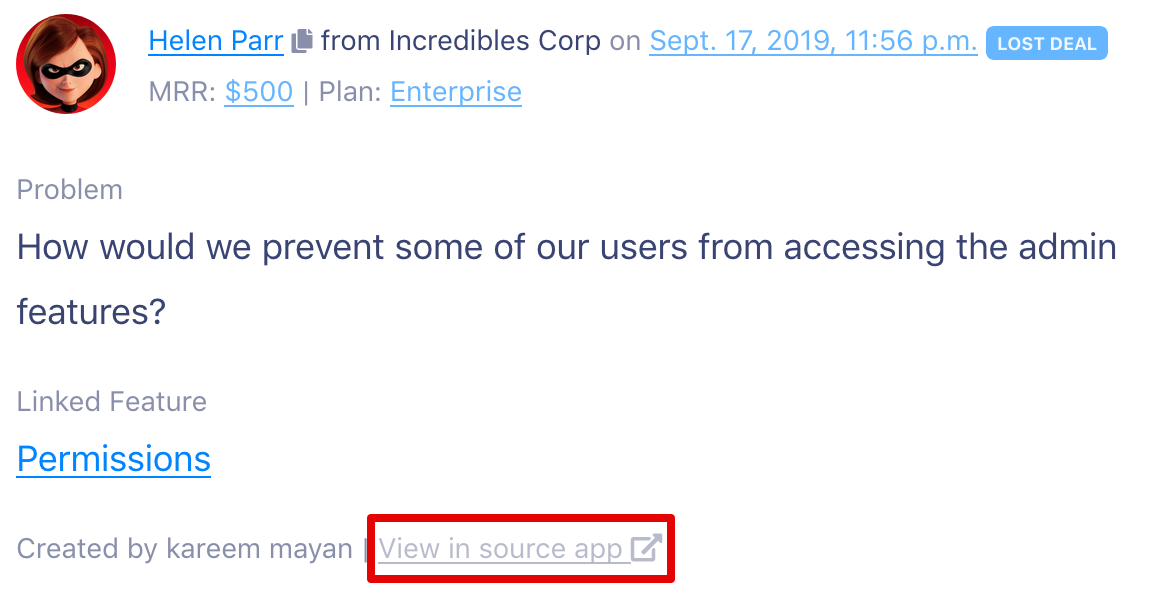 Helen Parr from Incredibles Corp on Sept. 17, 2019, 11:56 p.m. LOST DEAL
MRR: $500 | Plan: Enterprise
Problem
How would we prevent some of our users from accessing the admin
features?
Linked Feature
Permissions
Created by kareem mayan | View in source app